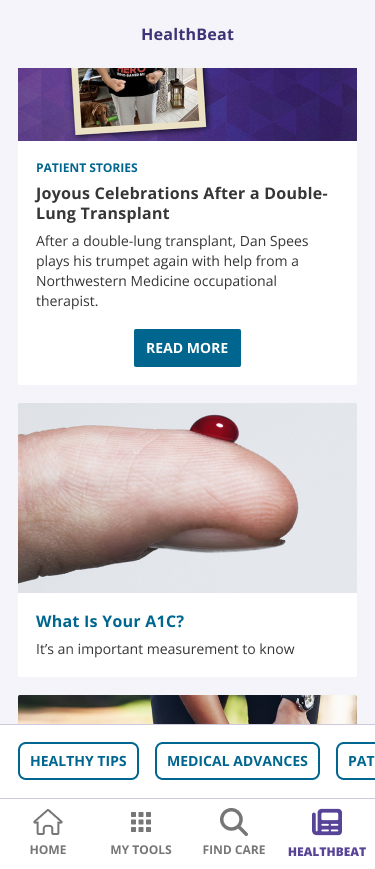 HealthBeat
HERO
PATIENT STORIES
Joyous Celebrations After a Double-
Lung Transplant
After a double-lung transplant, Dan Spees
plays his trumpet again with help from a
Northwestern Medicine occupational
therapist.
READ MORE
What Is Your A1C?
It’s an important measurement to know
HEALTHY TIPS
MEDICAL ADVANCES
PAT
HOME
MY TOOLS
FIND CARE
HEALTHBEAT